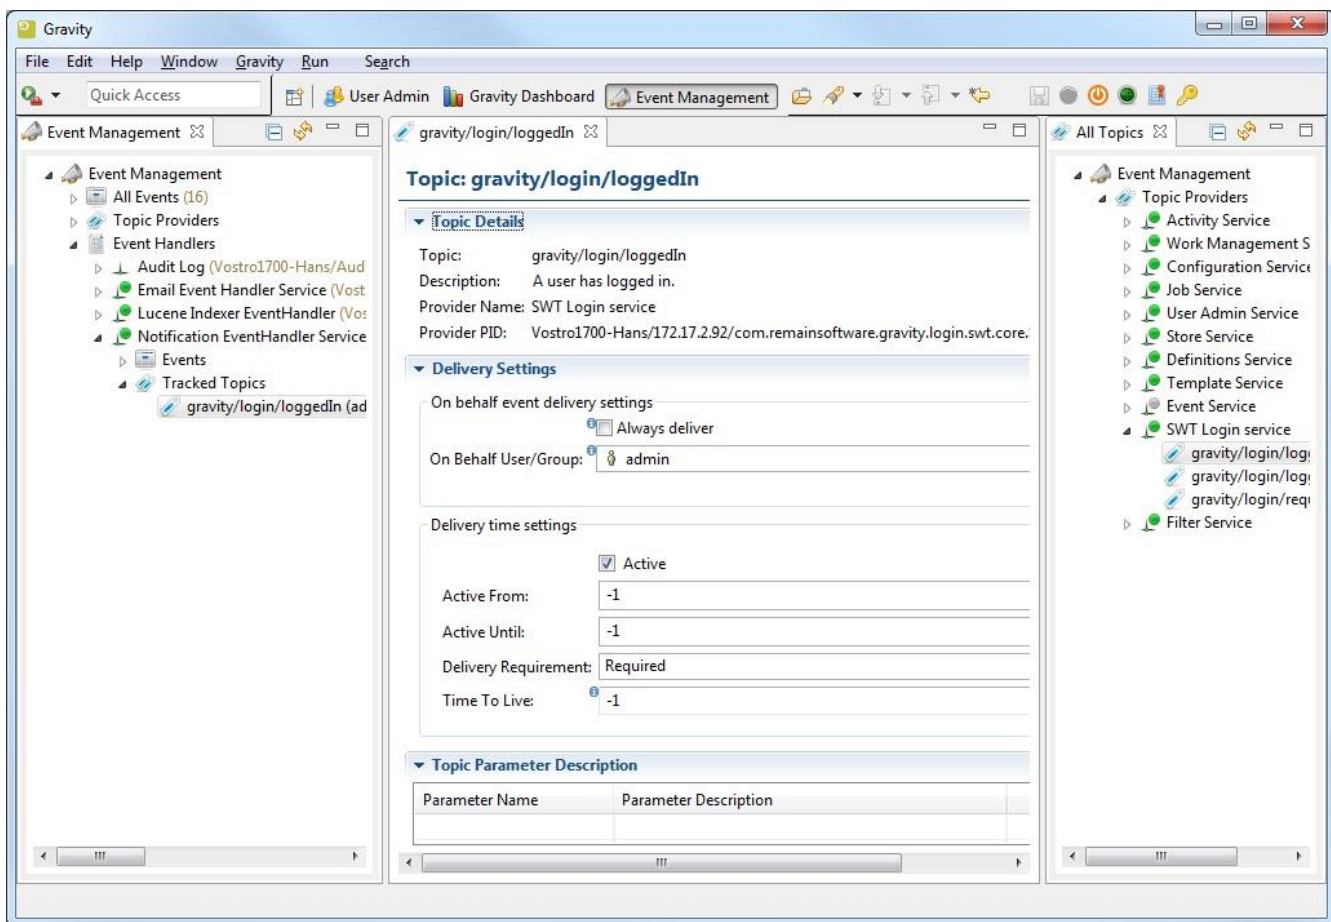 Gravity
File Edit Help Window Gravity Run Search
Quick Access User Admin Gravity Dashboard Event Management
Event Management
Event Management
All Events (16)
Topic Providers
Event Handlers
Audit Log (Vostro1700-Hans/Aud
Email Event Handler Service (Vost
Lucene Indexer EventHandler (Vos
Notification EventHandler Service
Events
Tracked Topics
gravity/login/loggedIn (ad
gravity/login/loggedIn
Topic: gravity/login/loggedIn
Topic Details
Topic: gravity/login/loggedIn
Description: A user has logged in.
Provider Name: SWT Login service
Provider PID: Vostro1700-Hans/172.17.2.92/com.remainsoftware.gravity.login.swt.core.
Delivery Settings
On behalf event delivery settings
Always deliver
On Behalf User/Group: admin
Delivery time settings
Active
Active From: -1
Active Until: -1
Delivery Requirement: Required
Time To Live: -1
Topic Parameter Description
Parameter Name Parameter Description
All Topics
Event Management
Topic Providers
Activity Service
Work Management S
Configuration Service
Job Service
User Admin Service
Store Service
Definitions Service
Template Service
Event Service
SWT Login service
gravity/login/log
gravity/login/log
gravity/login/req
Filter Service